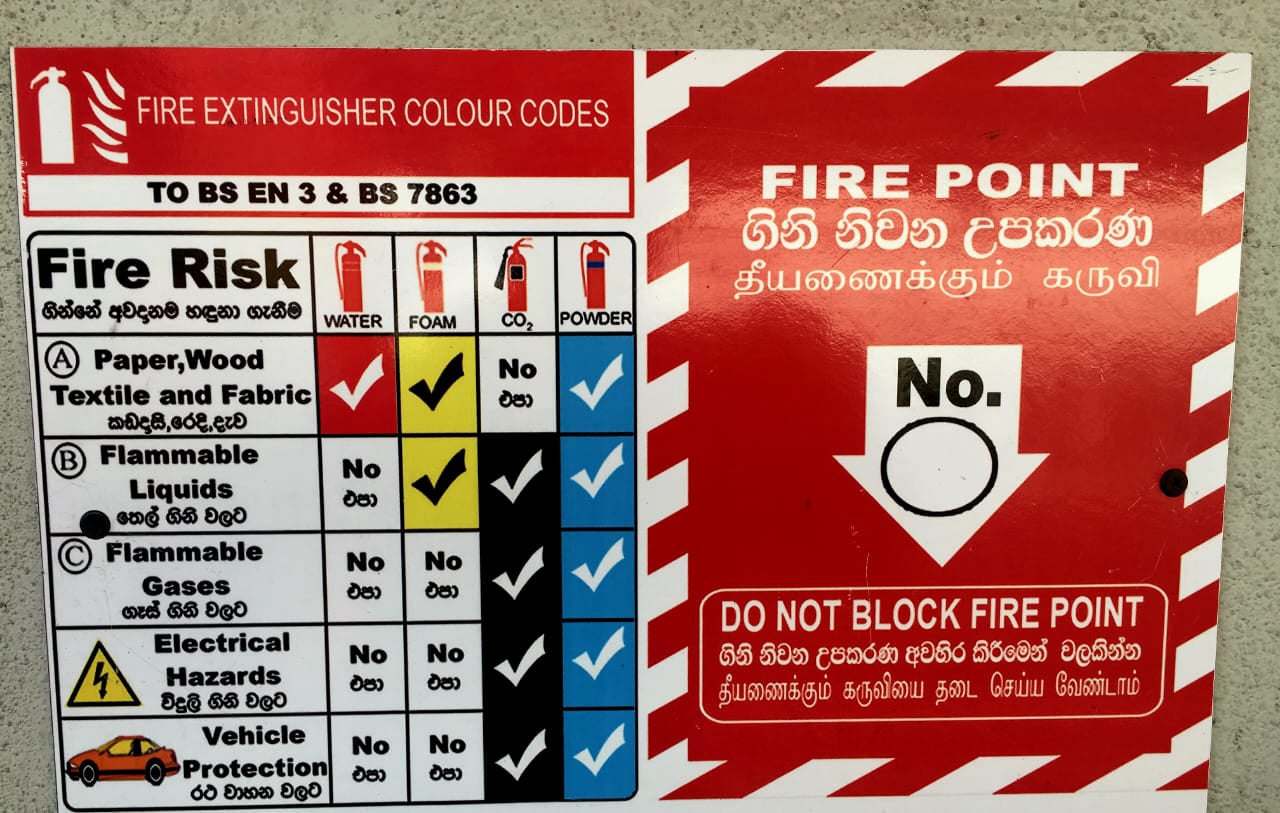 FIRE EXTINGUISHER COLOUR CODES
TO BS EN 3 & BS 7863
Fire Risk
ගින්නේ අවදානම හඳුනා ගැනීම
WATER
FOAM
CO₂
POWDER
A Paper,Wood
Textile and Fabric
කඩදාසි,රෙදි,දැව
No
එපා
B Flammable
Liquids
තෙල් ගිනි වලට
No
එපා
C Flammable
Gases
ගෑස් ගිනි වලට
No
එපා
No
එපා
Electrical
Hazards
විදුලි ගිනි වලට
No
එපා
No
එපා
Vehicle
Protection
රථ වාහන වලට
No
එපා
No
එපා
FIRE POINT
ගිනි නිවන උපකරණ
தீயணைக்கும் கருவி
No.
DO NOT BLOCK FIRE POINT
ගිනි නිවන උපකරණ අවහිර කිරීමෙන් වලකින්න
தீயணைக்கும் கருவியை தடை செய்ய வேண்டாம்